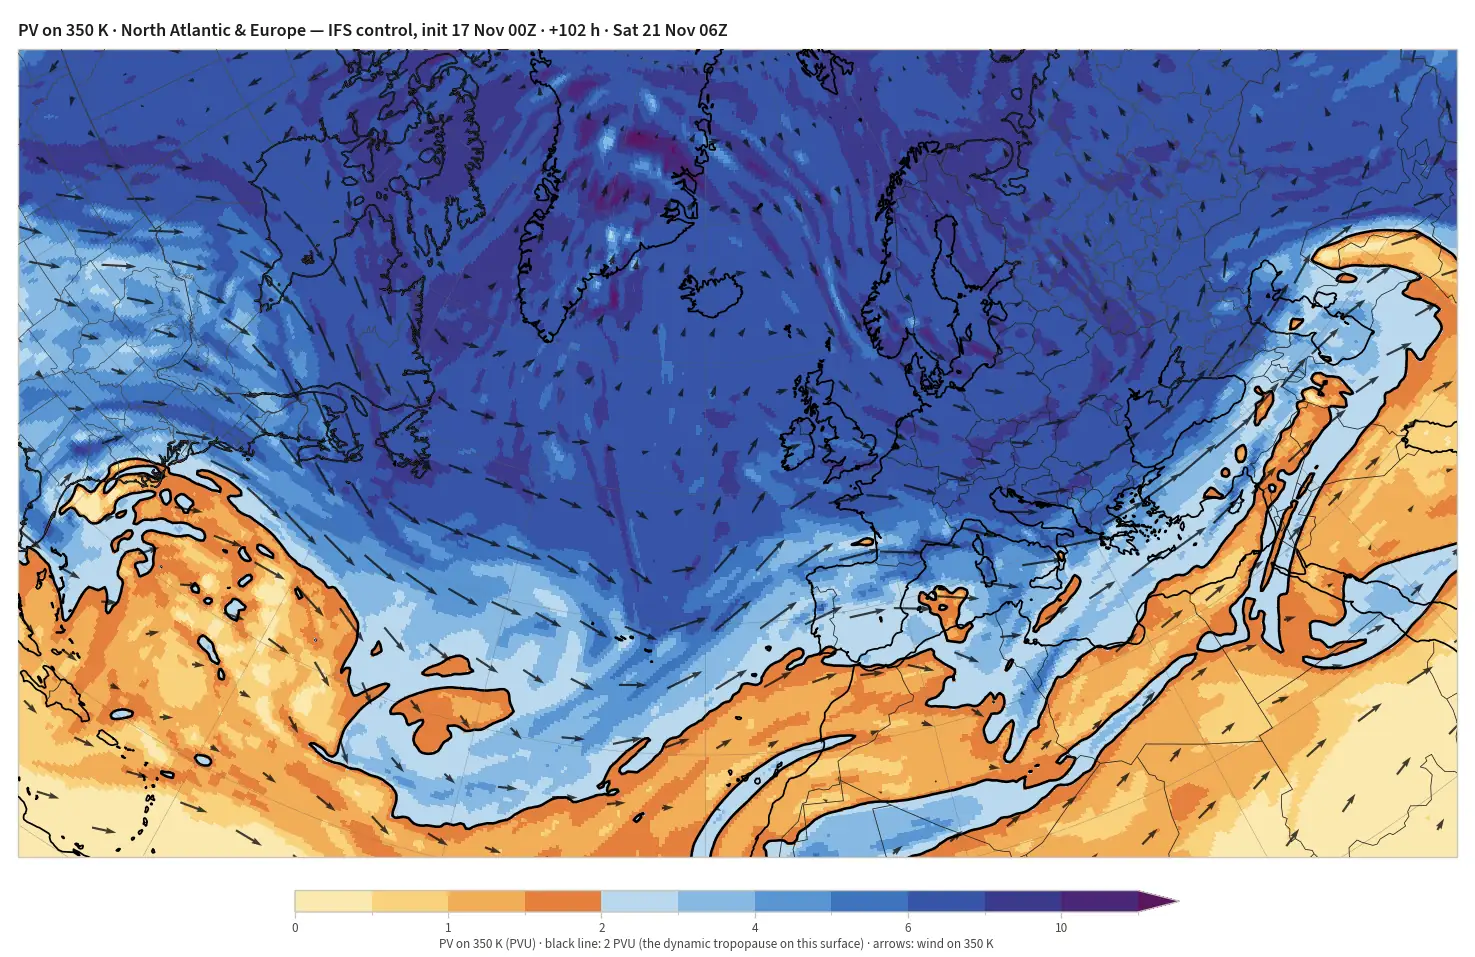 PV on 350 K · North Atlantic & Europe — IFS control, init 17 Nov 00Z · +102 h · Sat 21 Nov 06Z
0 1 2 4 6 10
PV on 350 K (PVU) · black line: 2 PVU (the dynamic tropopause on this surface) · arrows: wind on 350 K